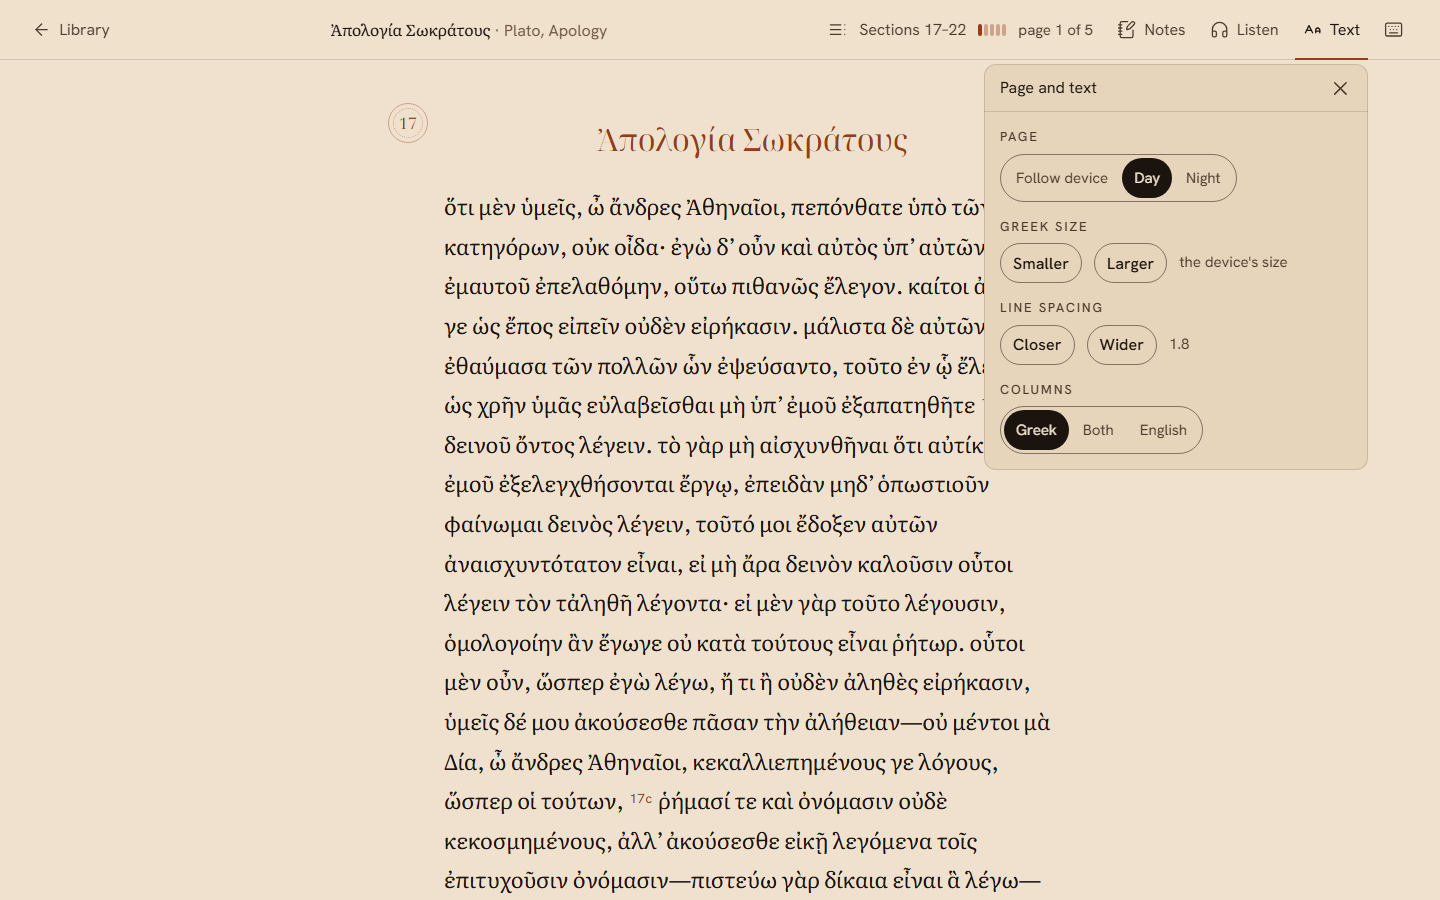 Library
Ἀπολογία Σωκράτους · Plato, Apology
Sections 17–22
page 1 of 5
Notes
Listen
Text
Page and text
PAGE
Follow device
Day
Night
GREEK SIZE
Smaller
Larger
the device's size
LINE SPACING
Closer
Wider
1.8
COLUMNS
Greek
Both
English
17
Ἀπολογία Σωκράτους
ὅτι μὲν ὑμεῖς, ὦ ἄνδρες Ἀθηναῖοι, πεπόνθατε ὑπὸ τῶν
κατηγόρων, οὐκ οἶδα· ἐγὼ δ’ οὖν καὶ αὐτὸς ὑπ’ αὐτῶν
ἐμαυτοῦ ἐπελαθόμην, οὕτω πιθανῶς ἔλεγον. καίτοι
γε ὡς ἔπος εἰπεῖν οὐδὲν εἰρήκασιν. μάλιστα δὲ αὐτῶν
ἐθαύμασα τῶν πολλῶν ὧν ἐψεύσαντο, τοῦτο ἐν ᾧ
ὡς χρῆν ὑμᾶς εὐλαβεῖσθαι μὴ ὑπ’ ἐμοῦ ἐξαπατηθῆτε
δεινοῦ ὄντος λέγειν. τὸ γὰρ μὴ αἰσχυνθῆναι ὅτι
ἐμοῦ ἐξελεγχθήσονται ἔργῳ, ἐπειδὰν μηδ’ ὁπωστιοῦν
φαίνωμαι δεινὸς λέγειν, τοῦτό μοι ἔδοξεν αὐτῶν
ἀναισχυντότατον εἶναι, εἰ μὴ ἄρα δεινὸν καλοῦσιν οὗτοι
λέγειν τὸν τἀληθῆ λέγοντα· εἰ μὲν γὰρ τοῦτο λέγουσιν,
ὁμολογοίην ἂν ἔγωγε οὐ κατὰ τούτους εἶναι ῥήτωρ. οὗτοι
μὲν οὖν, ὥσπερ ἐγὼ λέγω, ἤ τι ἢ οὐδὲν ἀληθὲς εἰρήκασιν,
ὑμεῖς δέ μου ἀκούσεσθε πᾶσαν τὴν ἀλήθειαν—οὐ μέντοι μὰ
Δία, ὦ ἄνδρες Ἀθηναῖοι, κεκαλλιεπημένους γε λόγους,
ὥσπερ οἱ τούτων, 17c ῥήμασί τε καὶ ὀνόμασιν οὐδὲ
κεκοσμημένους, ἀλλ’ ἀκούσεσθε εἰκῇ λεγόμενα τοῖς
ἐπιτυχοῦσιν ὀνόμασιν—πιστεύω γὰρ δίκαια εἶναι ἃ λέγω—